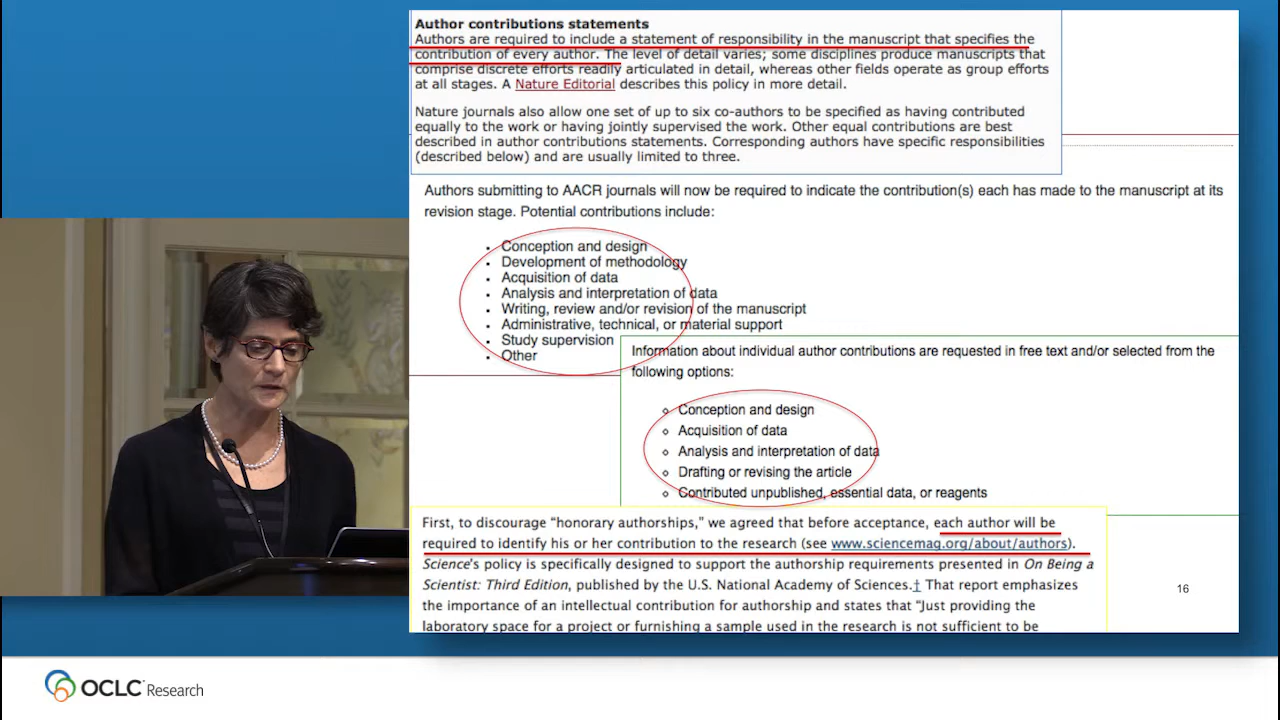 Author contributions statements
Authors are required to include a statement of responsibility in the manuscript that specifies the
contribution of every author. The level of detail varies; some disciplines produce manuscripts that
comprise discrete efforts readily articulated in detail, whereas other fields operate as group efforts
at all stages. A Nature Editorial describes this policy in more detail.
Nature journals also allow one set of up to six co-authors to be specified as having contributed
equally to the work or having jointly supervised the work. Other equal contributions are best
described in author contributions statements. Corresponding authors have specific responsibilities
(described below) and are usually limited to three.
Authors submitting to AACR journals will now be required to indicate the contribution(s) each has made to the manuscript at its
revision stage. Potential contributions include:
• Conception and design
• Development of methodology
• Acquisition of data
• Analysis and interpretation of data
• Writing, review and/or revision of the manuscript
• Administrative, technical, or material support
• Study supervision
• Other
Information about individual author contributions are requested in free text and/or selected from the
following options:
◦ Conception and design
◦ Acquisition of data
◦ Analysis and interpretation of data
◦ Drafting or revising the article
◦ Contributed unpublished, essential data, or reagents
First, to discourage “honorary authorships,” we agreed that before acceptance, each author will be
required to identify his or her contribution to the research (see www.sciencemag.org/about/authors).
Science's policy is specifically designed to support the authorship requirements presented in On Being a
Scientist: Third Edition, published by the U.S. National Academy of Sciences.† That report emphasizes
the importance of an intellectual contribution for authorship and states that “Just providing the
laboratory space for a project or furnishing a sample used in the research is not sufficient to be
16
OCLC Research